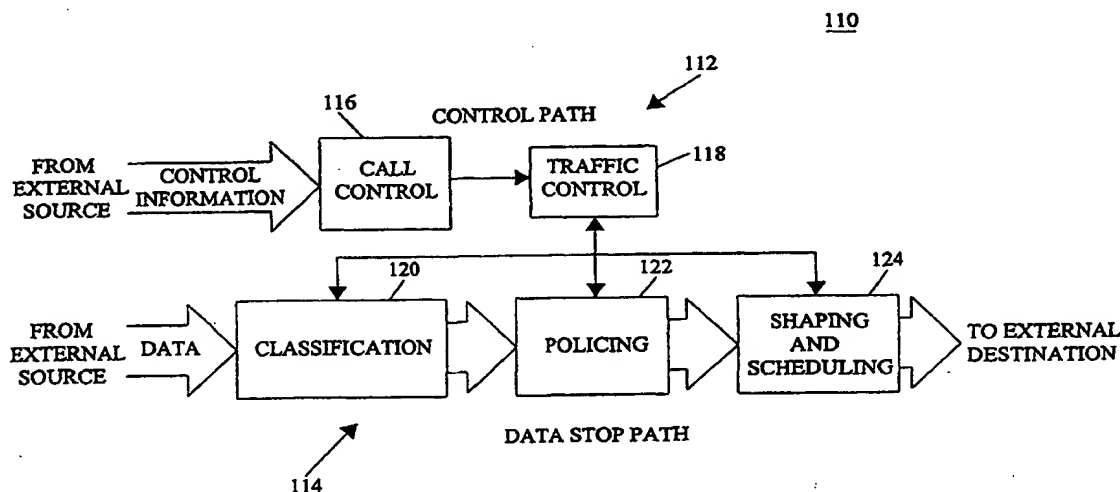 110
112
116
CONTROL PATH
118
FROM
EXTERNAL
SOURCE
CONTROL
INFORMATION
CALL
CONTROL
TRAFFIC
CONTROL
120
122
124
FROM
EXTERNAL
SOURCE
DATA
CLASSIFICATION
POLICING
SHAPING
AND
SCHEDULING
TO EXTERNAL
DESTINATION
DATA STOP PATH
114